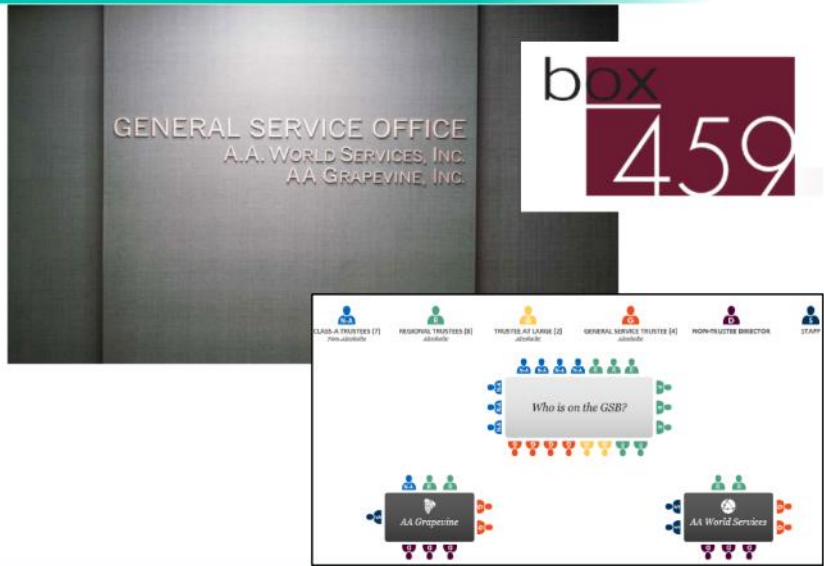 GENERAL SERVICE OFFICE
A.A. WORLD SERVICES, INC.
AA GRAPEVINE, INC.
box
459
N-A
R
G
D
S
CLASS-A TRUSTEES (7)
REGIONAL TRUSTEES (8)
TRUSTEE AT LARGE (2)
GENERAL SERVICE TRUSTEE (4)
NON-TRUSTEE DIRECTOR
STAFF
Non-Alcoholic
Alcoholic
Alcoholic
Alcoholic
Who is on the GSB?
AA Grapevine
AA World Services